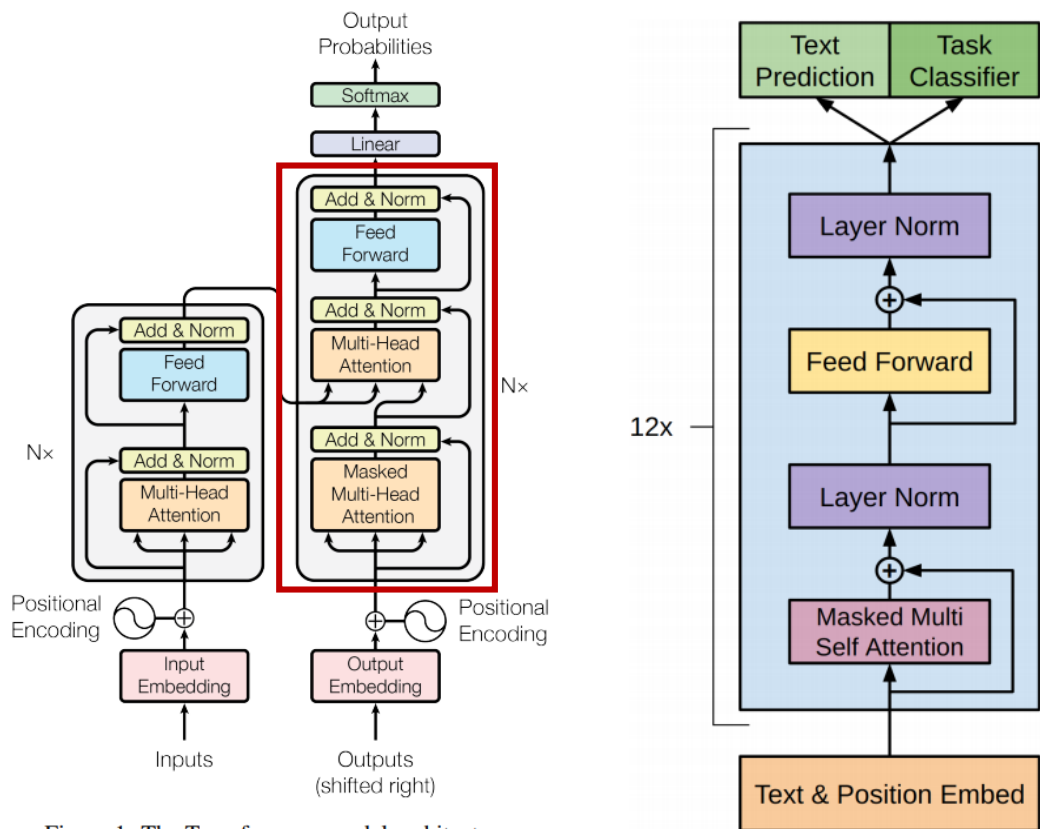 Output
Probabilities
Softmax
Linear
Add & Norm
Feed
Forward
Add & Norm
Multi-Head
Attention
Add & Norm
Masked
Multi-Head
Attention
N×
Add & Norm
Feed
Forward
N×
Add & Norm
Multi-Head
Attention
Positional
Encoding
Positional
Encoding
Input
Embedding
Output
Embedding
Inputs
Outputs
(shifted right)
Text
Prediction
Task
Classifier
Layer Norm
Feed Forward
12x
Layer Norm
Masked Multi
Self Attention
Text & Position Embed